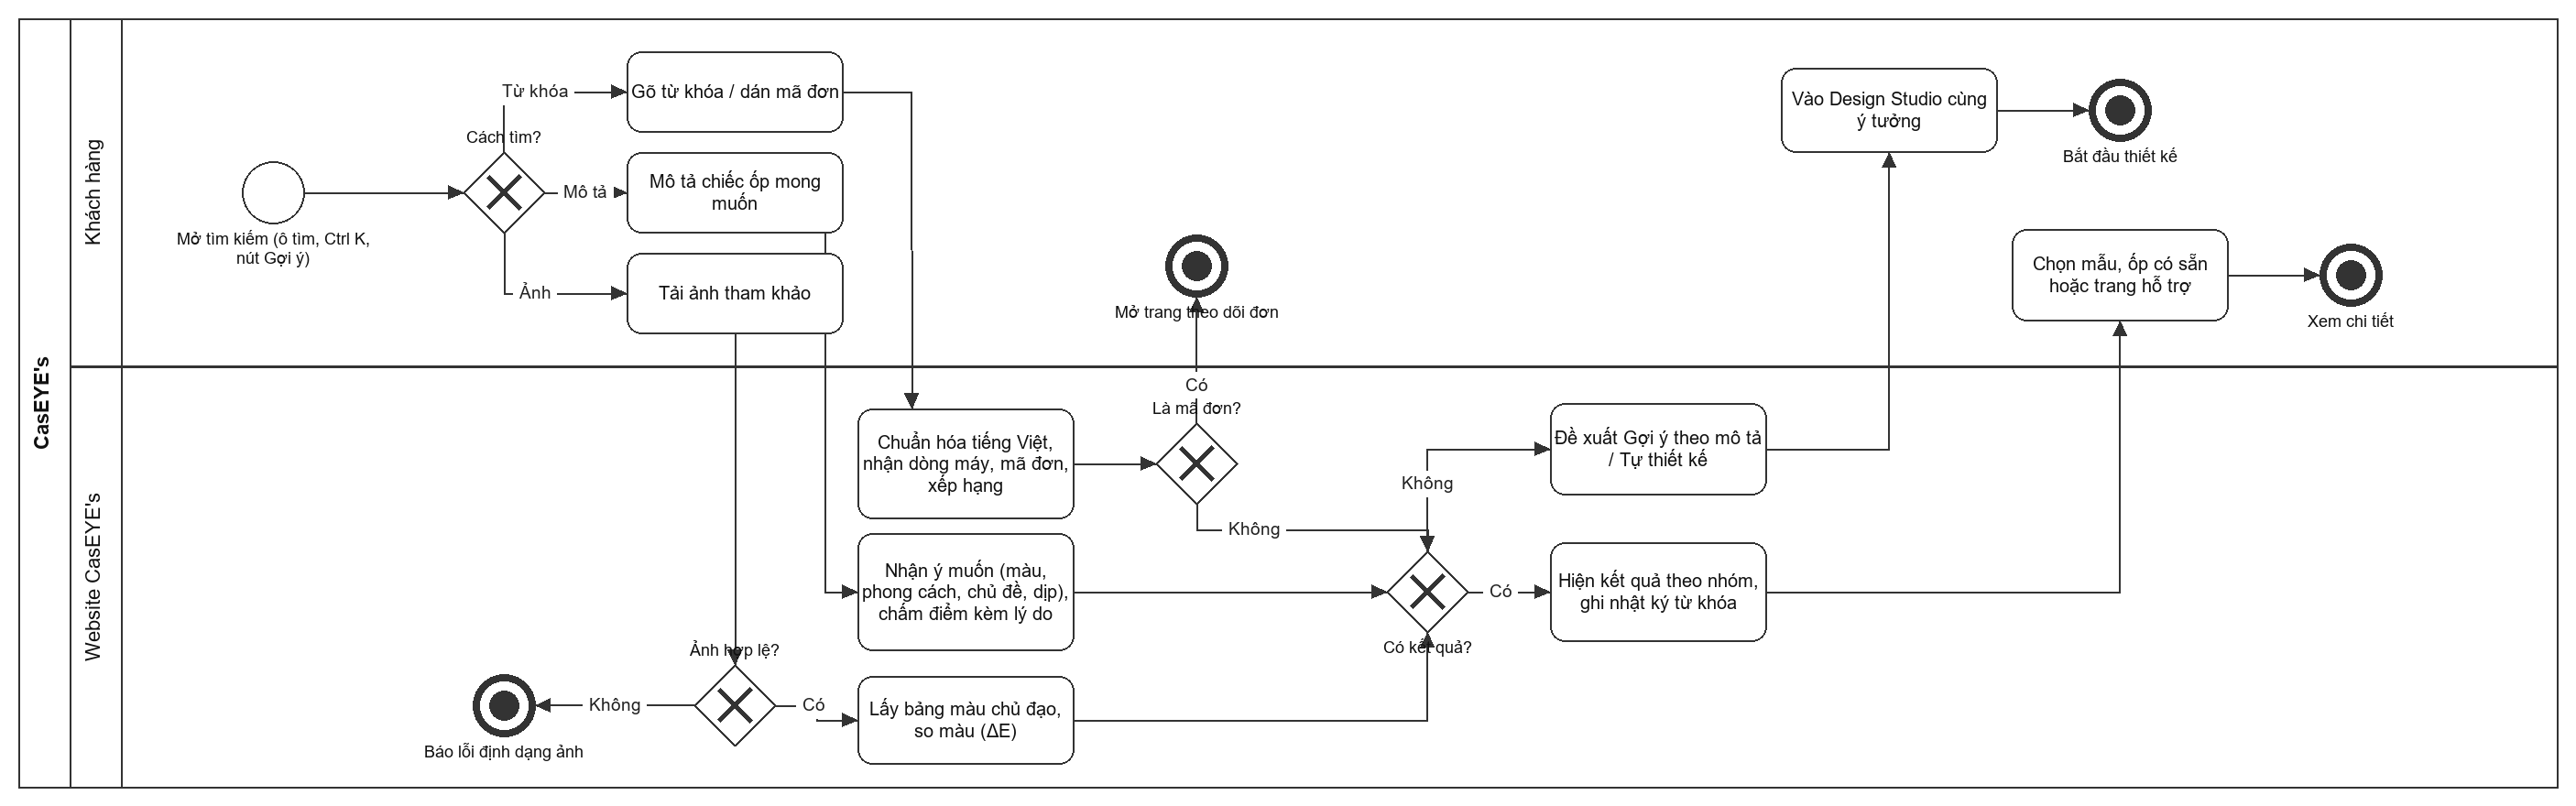 CasEYE's
Khách hàng
Mở tìm kiếm (ô tìm, Ctrl K,
nút Gợi ý)
Cách tìm?
Từ khóa
Mô tả
Ảnh
Gõ từ khóa / dán mã đơn
Mô tả chiếc ốp mong
muốn
Tải ảnh tham khảo
Mở trang theo dõi đơn
Vào Design Studio cùng
ý tưởng
Bắt đầu thiết kế
Chọn mẫu, ốp có sẵn
hoặc trang hỗ trợ
Xem chi tiết
Website CasEYE's
Chuẩn hóa tiếng Việt,
nhận dòng máy, mã đơn,
xếp hạng
Có
Là mã đơn?
Không
Nhận ý muốn (màu,
phong cách, chủ đề, dịp),
chấm điểm kèm lý do
Ảnh hợp lệ?
Không
Báo lỗi định dạng ảnh
Có
Lấy bảng màu chủ đạo,
so màu (ΔE)
Không
Có
Có kết quả?
Đề xuất Gợi ý theo mô tả
/ Tự thiết kế
Hiện kết quả theo nhóm,
ghi nhật ký từ khóa